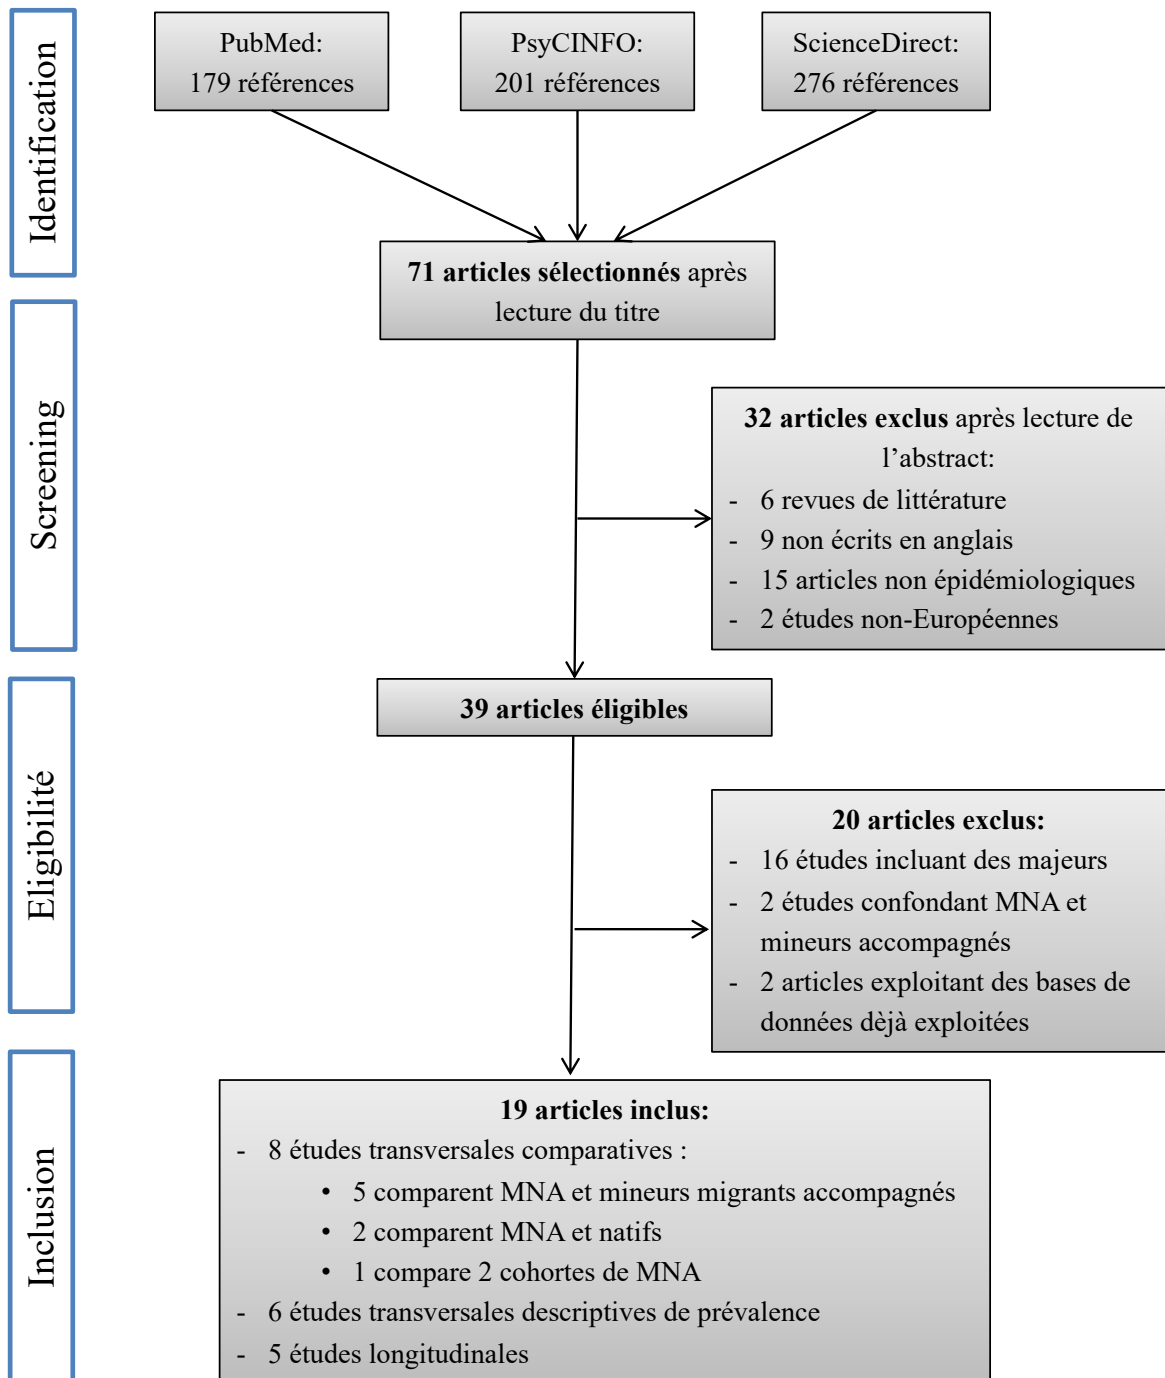 Identification
PubMed:
179 références
PsyCINFO:
201 références
ScienceDirect:
276 références
71 articles sélectionnés après
lecture du titre
Screening
32 articles exclus après lecture de
l’abstract:
- 6 revues de littérature
- 9 non écrits en anglais
- 15 articles non épidémiologiques
- 2 études non-Européennes
39 articles éligibles
Eligibilité
20 articles exclus:
- 16 études incluant des majeurs
- 2 études confondant MNA et
mineurs accompagnés
- 2 articles exploitant des bases de
données dèjà exploitées
Inclusion
19 articles inclus:
- 8 études transversales comparatives :
• 5 comparent MNA et mineurs migrants accompagnés
• 2 comparent MNA et natifs
• 1 compare 2 cohortes de MNA
- 6 études transversales descriptives de prévalence
- 5 études longitudinales